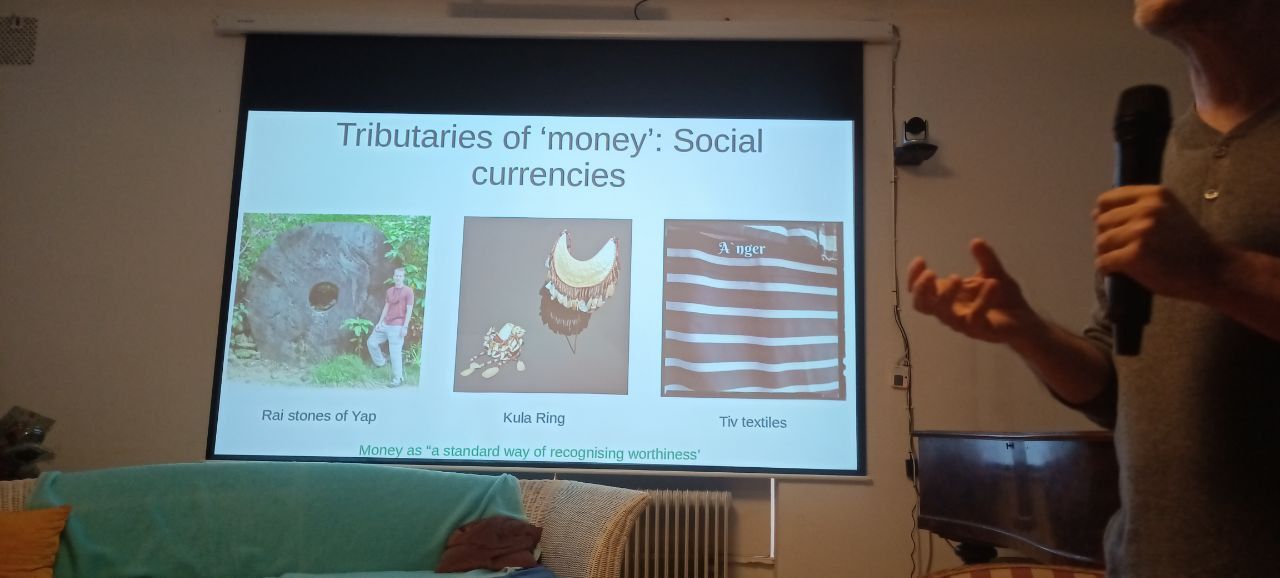 Tributaries of ‘money’: Social
currencies
A`nger
Rai stones of Yap
Kula Ring
Tiv textiles
Money as “a standard way of recognising worthiness’